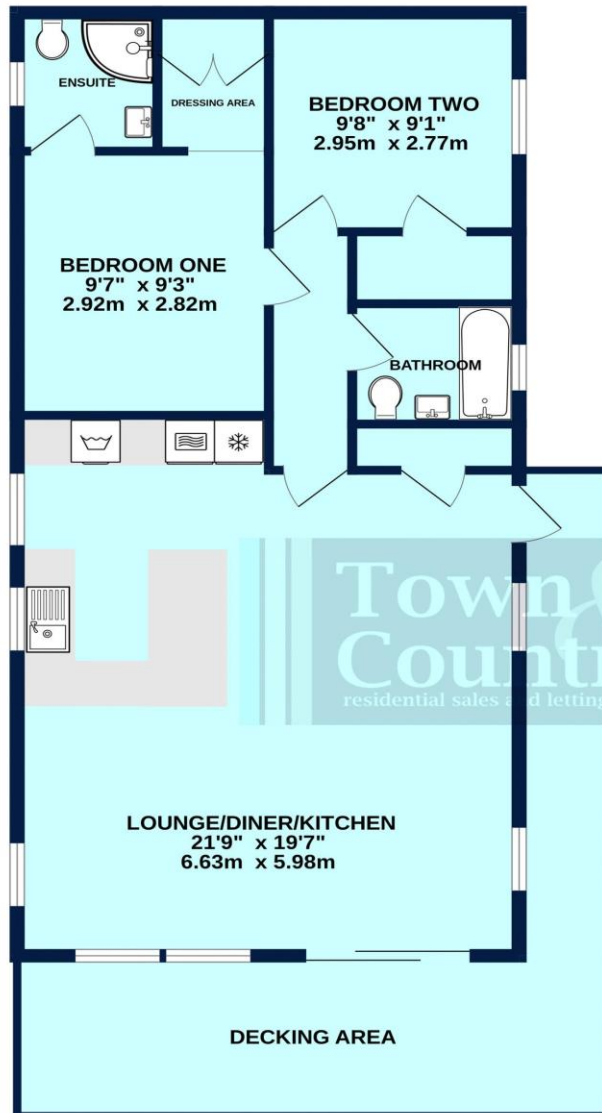 ENSUITE
DRESSING AREA
BEDROOM TWO
9'8" x 9'1"
2.95m x 2.77m
BEDROOM ONE
9'7" x 9'3"
2.92m x 2.82m
BATHROOM
Town &
Count
residential sales and letting
LOUNGE/DINER/KITCHEN
21'9" x 19'7"
6.63m x 5.98m
DECKING AREA